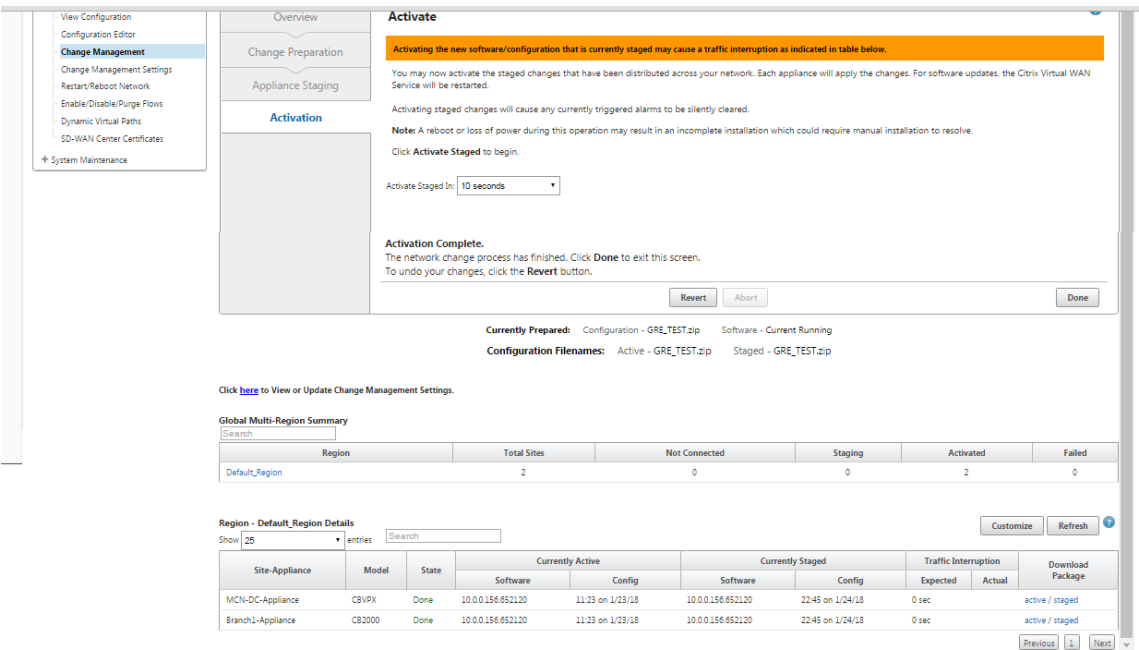 View Configuration
Configuration Editor
Change Management
Change Management Settings
Restart/Reboot Network
Enable/Disable/Purge Flows
Dynamic Virtual Paths
SD-WAN Center Certificates
+ System Maintenance
Overview
Change Preparation
Appliance Staging
Activation
Activate
Activating the new software/configuration that is currently staged may cause a traffic interruption as indicated in table below.
You may now activate the staged changes that have been distributed across your network. Each appliance will apply the changes. For software updates, the Citrix Virtual WAN
Service will be restarted.
Activating staged changes will cause any currently triggered alarms to be silently cleared.
Note: A reboot or loss of power during this operation may result in an incomplete installation which could require manual installation to resolve.
Click Activate Staged to begin.
Activate Staged In: 10 seconds
Activation Complete.
The network change process has finished. Click Done to exit this screen.
To undo your changes, click the Revert button.
Revert Abort Done
Currently Prepared: Configuration - GRE_TEST.zip Software - Current Running
Configuration Filenames: Active - GRE_TEST.zip Staged - GRE_TEST.zip
Click here to View or Update Change Management Settings.
Global Multi-Region Summary
Search
Region Total Sites Not Connected Staging Activated Failed
Default_Region 2 0 0 2 0
Region - Default_Region Details
Customize Refresh ?
Show 25 entries Search
Site-Appliance Model State Currently Active Currently Staged Traffic Interruption Download Package
Software Config Software Config Expected Actual
MCN-DC-Appliance CBVPX Done 10.0.0.156.652120 11:23 on 1/23/18 10.0.0.156.652120 22:45 on 1/24/18 0 sec active / staged
Branch1-Appliance CB2000 Done 10.0.0.156.652120 11:23 on 1/23/18 10.0.0.156.652120 22:45 on 1/24/18 0 sec active / staged
Previous 1 Next